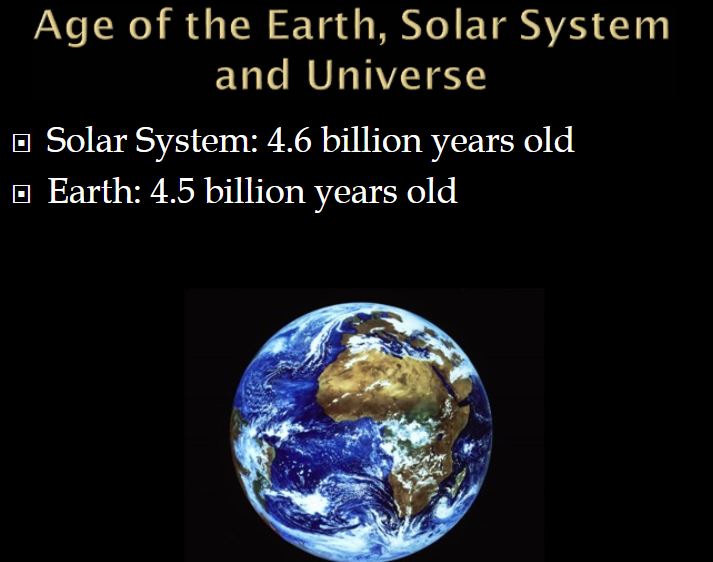 Age of the Earth, Solar System
and Universe
Solar System: 4.6 billion years old
Earth: 4.5 billion years old